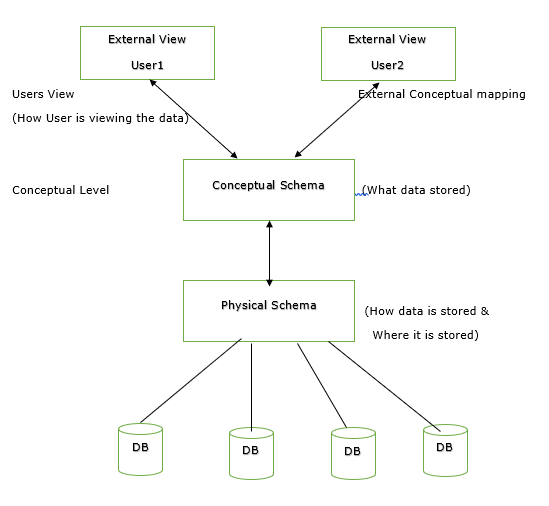 External View
User1
External View
User2
Users View
External Conceptual mapping
(How User is viewing the data)
Conceptual Level
Conceptual Schema
(What data stored)
Physical Schema
(How data is stored &
Where it is stored)
DB
DB
DB
DB